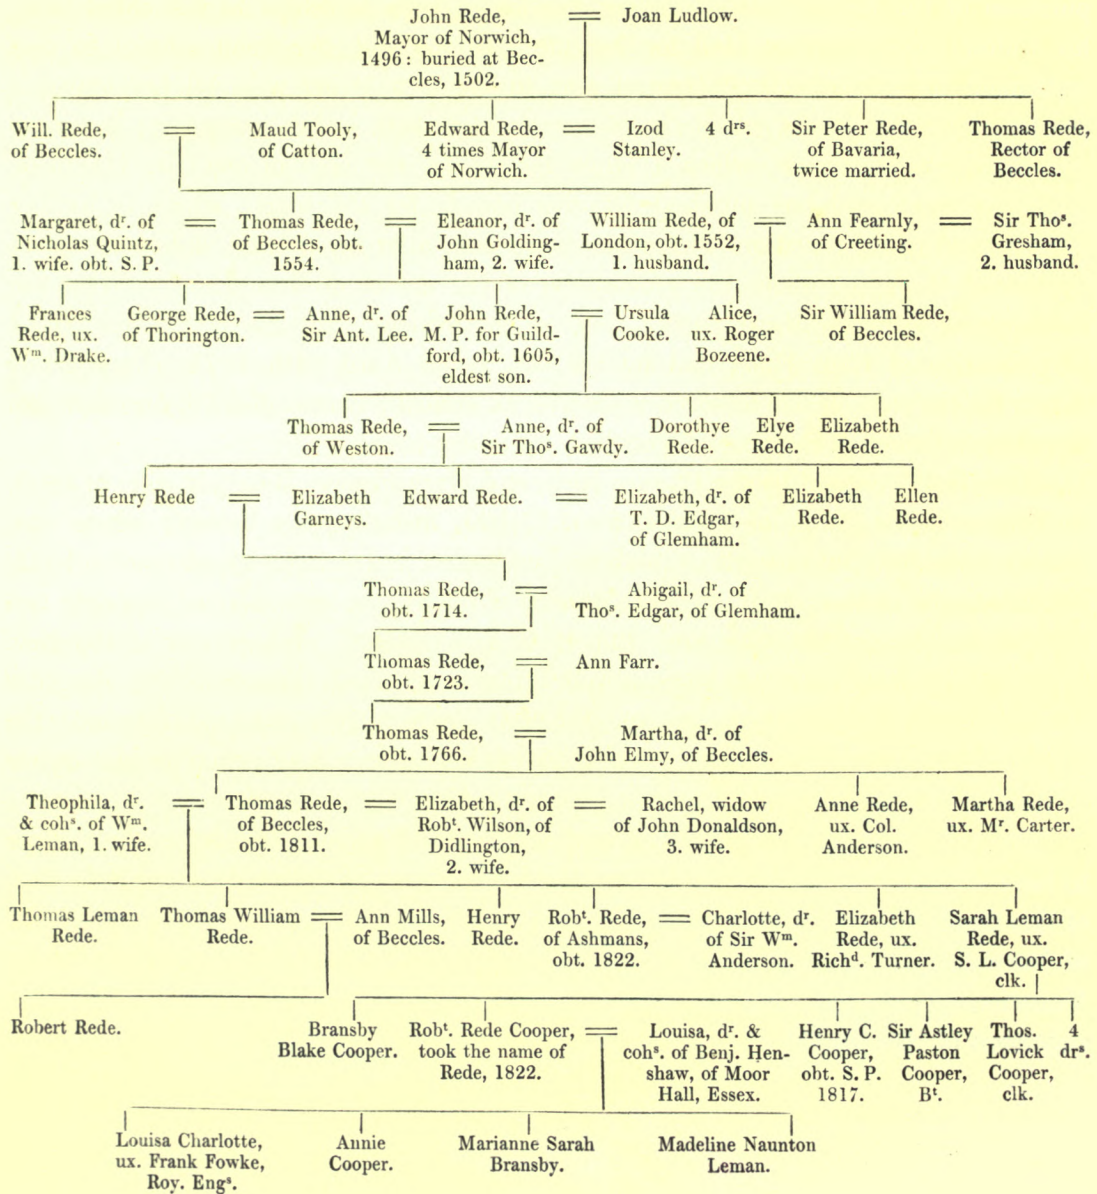 John Rede, = Joan Ludlow.
Mayor of Norwich,
1496: buried at Bec-
cles, 1502.
Will. Rede,
of Beccles.
=
Maud Tooly,
of Catton.
Edward Rede,
4 times Mayor
of Norwich.
=
Izod
Stanley.
4 drs.
Sir Peter Rede,
of Bavaria,
twice married.
Thomas Rede,
Rector of
Beccles.
Margaret, dr. of
Nicholas Quintz,
1. wife. obt. S. P.
=
Thomas Rede,
of Beccles, obt.
1554.
=
Eleanor, dr. of
John Golding-
ham, 2. wife.
William Rede, of
London, obt. 1552,
1. husband.
=
Ann Fearnly,
of Creeting.
=
Sir Thos.
Gresham,
2. husband.
Frances
Rede, ux.
Wm. Drake.
George Rede,
of Thorington.
=
Anne, dr. of
Sir Ant. Lee.
John Rede,
M. P. for Guild-
ford, obt. 1605,
eldest son.
=
Ursula
Cooke.
Alice,
ux. Roger
Bozeene.
Sir William Rede,
of Beccles.
Thomas Rede,
of Weston.
=
Anne, dr. of
Sir Thos. Gawdy.
Dorothye
Rede.
Elye
Rede.
Elizabeth
Rede.
Henry Rede
=
Elizabeth
Garneys.
Edward Rede.
=
Elizabeth, dr. of
T. D. Edgar,
of Glemham.
Elizabeth
Rede.
Ellen
Rede.
Thomas Rede,
obt. 1714.
=
Abigail, dr. of
Thos. Edgar, of Glemham.
Thomas Rede,
obt. 1723.
=
Ann Farr.
Thomas Rede,
obt. 1766.
=
Martha, dr. of
John Elmy, of Beccles.
Theophila, dr.
& cohs. of Wm.
Leman, 1. wife.
=
Thomas Rede,
of Beccles,
obt. 1811.
=
Elizabeth, dr. of
Robt. Wilson, of
Didlington,
2. wife.
=
Rachel, widow
of John Donaldson,
3. wife.
Anne Rede,
ux. Col.
Anderson.
Martha Rede,
ux. Mr. Carter.
Thomas Leman
Rede.
Thomas William
Rede.
=
Ann Mills,
of Beccles.
Henry
Rede.
Robt. Rede,
of Ashmans,
obt. 1822.
=
Charlotte, dr.
of Sir Wm.
Anderson.
Elizabeth
Rede, ux.
Richd. Turner.
Sarah Leman
Rede, ux.
S. L. Cooper,
clk.
Robert Rede.
Bransby
Blake Cooper.
Robt. Rede Cooper,
took the name of
Rede, 1822.
=
Louisa, dr. &
cohs. of Benj. Hen-
shaw, of Moor
Hall, Essex.
Henry C.
Cooper,
obt. S. P.
1817.
Sir Astley
Paston
Cooper,
Bt.
Thos.
Lovick
Cooper,
clk.
4
drs.
Louisa Charlotte,
ux. Frank Fowke,
Roy. Engs.
Annie
Cooper.
Marianne Sarah
Bransby.
Madeline Naunton
Leman.